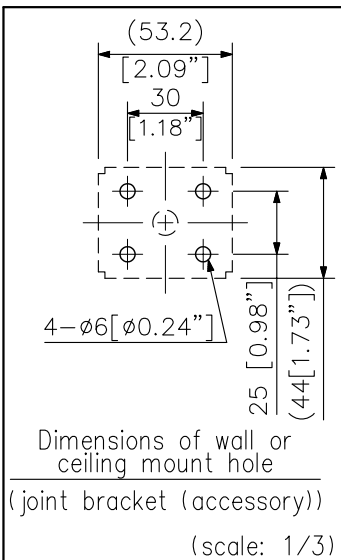 (53.2)
[2.09”]
30
[1.18”]
4-ø6[ø0.24”]
25 [0.98”]
(44[1.73”])
Dimensions of wall or
ceiling mount hole
(joint bracket (accessory))
(scale: 1/3)